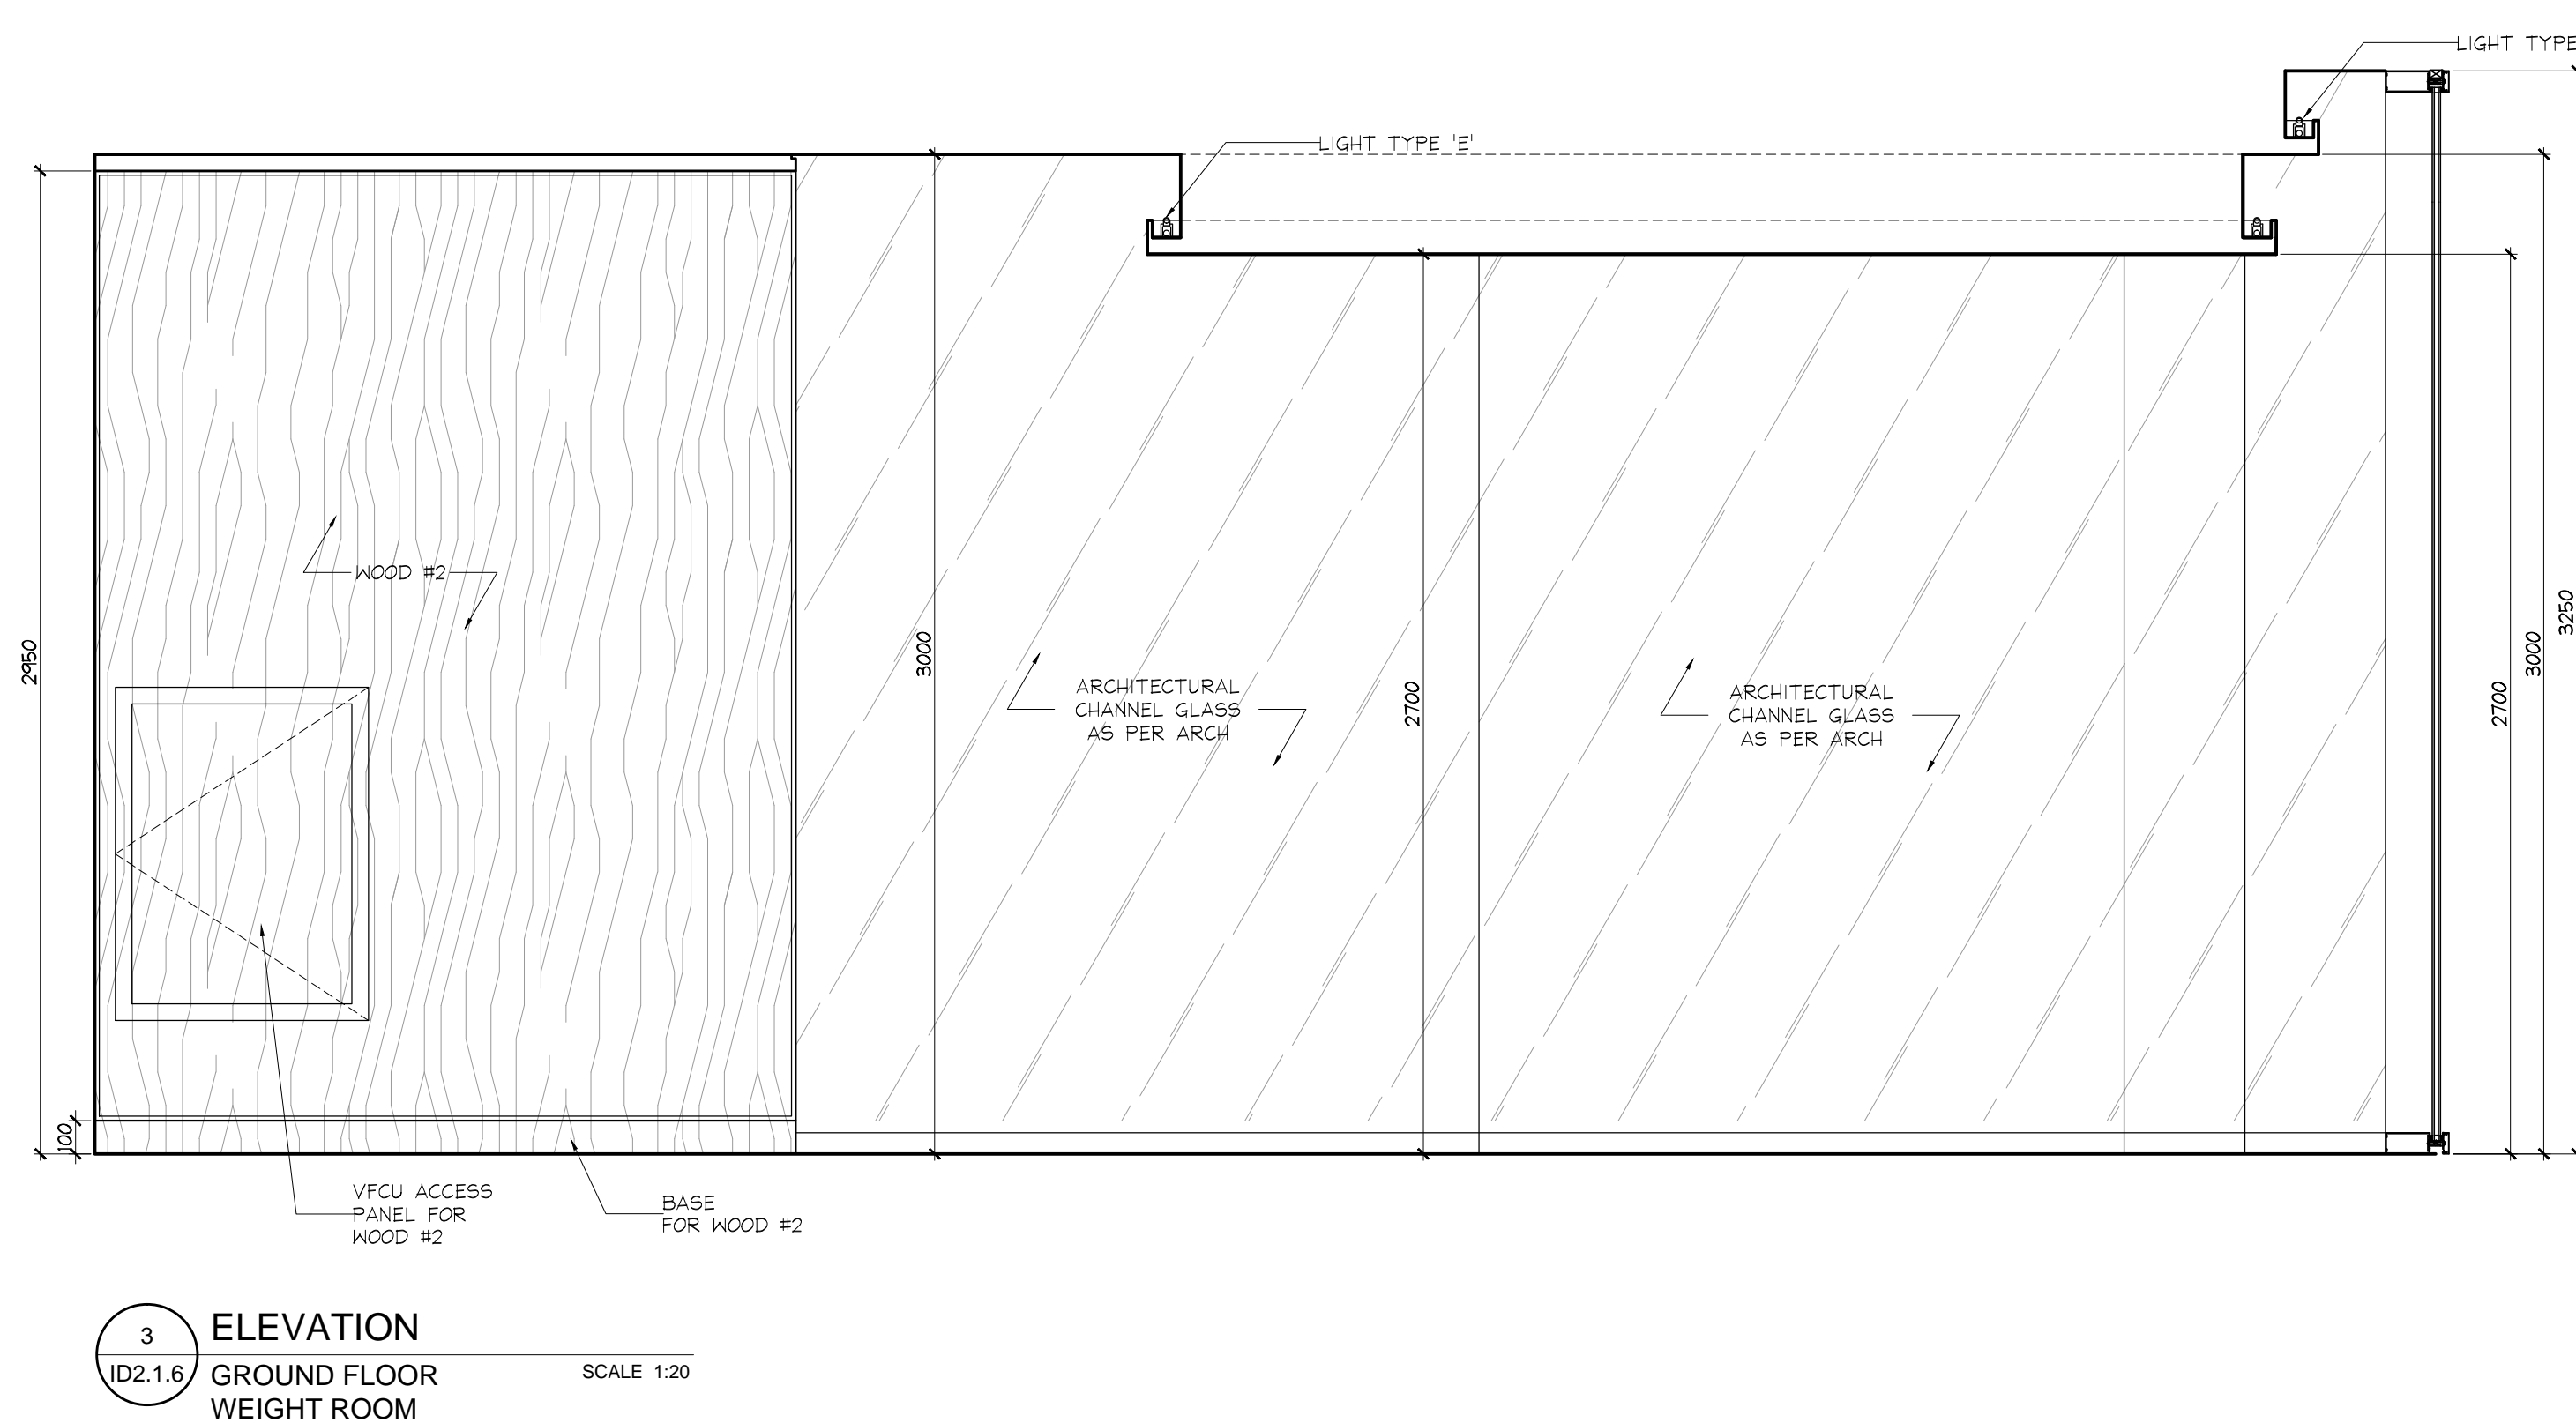 LIGHT TYPE
LIGHT TYPE 'E'
WOOD #2
2950
3000
ARCHITECTURAL
CHANNEL GLASS
AS PER ARCH
2700
ARCHITECTURAL
CHANNEL GLASS
AS PER ARCH
2700
3000
3250
100
VFCU ACCESS
PANEL FOR
WOOD #2
BASE
FOR WOOD #2
3
ELEVATION
ID2.1.6
GROUND FLOOR
SCALE 1:20
WEIGHT ROOM